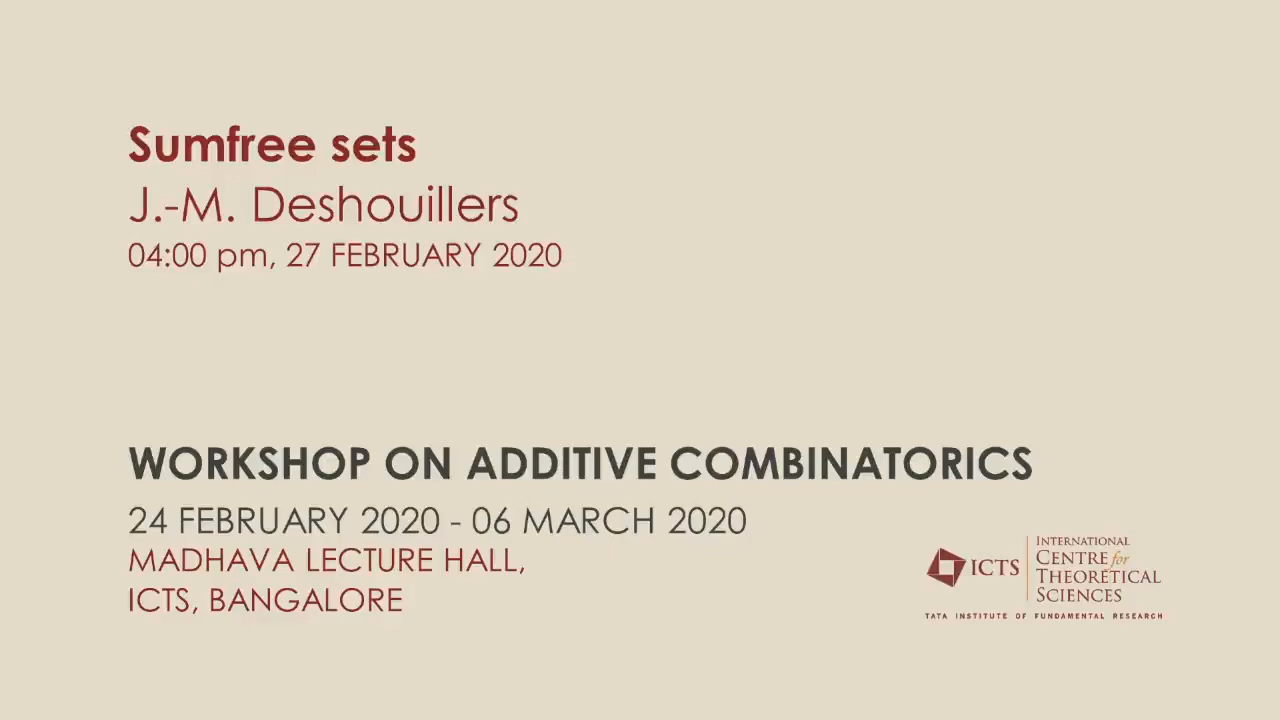 Sumfree sets
J.-M. Deshouillers
04:00 pm, 27 FEBRUARY 2020
WORKSHOP ON ADDITIVE COMBINATORICS
24 FEBRUARY 2020 - 06 MARCH 2020
MADHAVA LECTURE HALL,
ICTS, BANGALORE
ICTS
INTERNATIONAL
CENTRE for
THEORETICAL
SCIENCES
TATA INSTITUTE OF FUNDAMENTAL RESEARCH